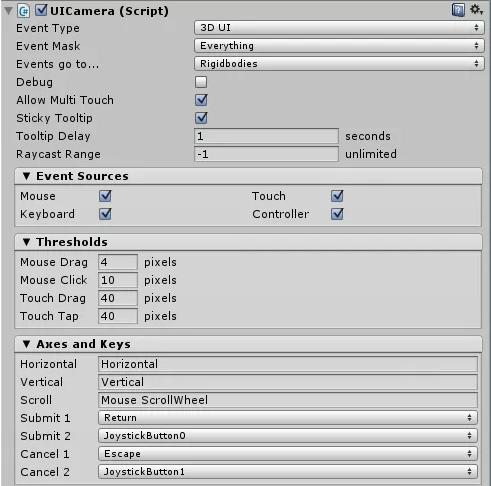 UICamera (Script)
Event Type 3D UI
Event Mask Everything
Events go to... Rigidbodies
Debug
Allow Multi Touch
Sticky Tooltip
Tooltip Delay 1 seconds
Raycast Range -1 unlimited
Event Sources
Mouse Touch
Keyboard Controller
Thresholds
Mouse Drag 4 pixels
Mouse Click 10 pixels
Touch Drag 40 pixels
Touch Tap 40 pixels
Axes and Keys
Horizontal Horizontal
Vertical Vertical
Scroll Mouse ScrollWheel
Submit 1 Return
Submit 2 JoystickButton0
Cancel 1 Escape
Cancel 2 JoystickButton1